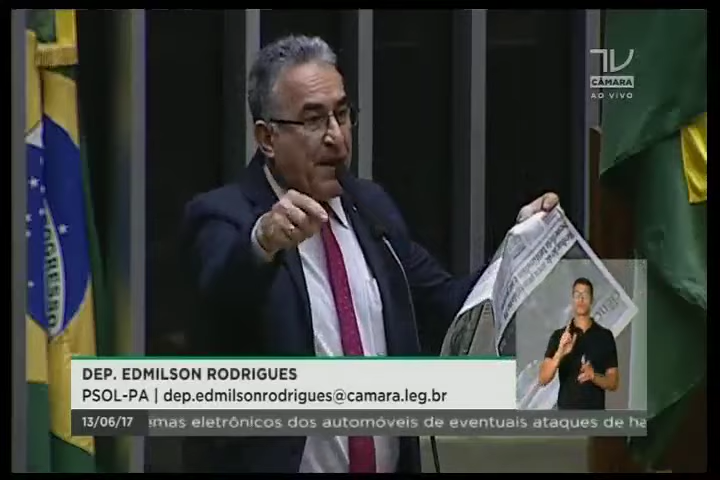 TV
CÂMARA
AO VIVO
DEP. EDMILSON RODRIGUES
PSOL-PA | dep.edmilsonrodrigues@camara.leg.br
13/06/17 emas eletrônicos dos automóveis de eventuais ataques de ha